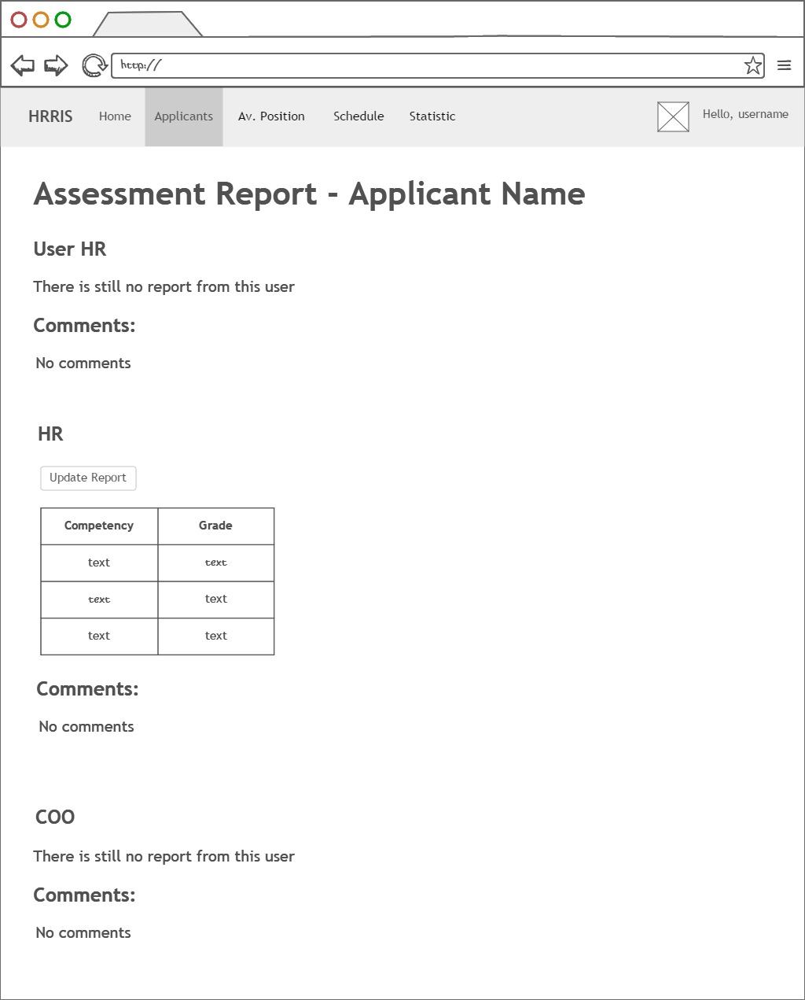 http://
HRRIS Home Applicants Av. Position Schedule Statistic Hello, username
Assessment Report - Applicant Name
User HR
There is still no report from this user
Comments:
No comments
HR
Update Report
Competency Grade
text text
text text
text text
Comments:
No comments
COO
There is still no report from this user
Comments:
No comments